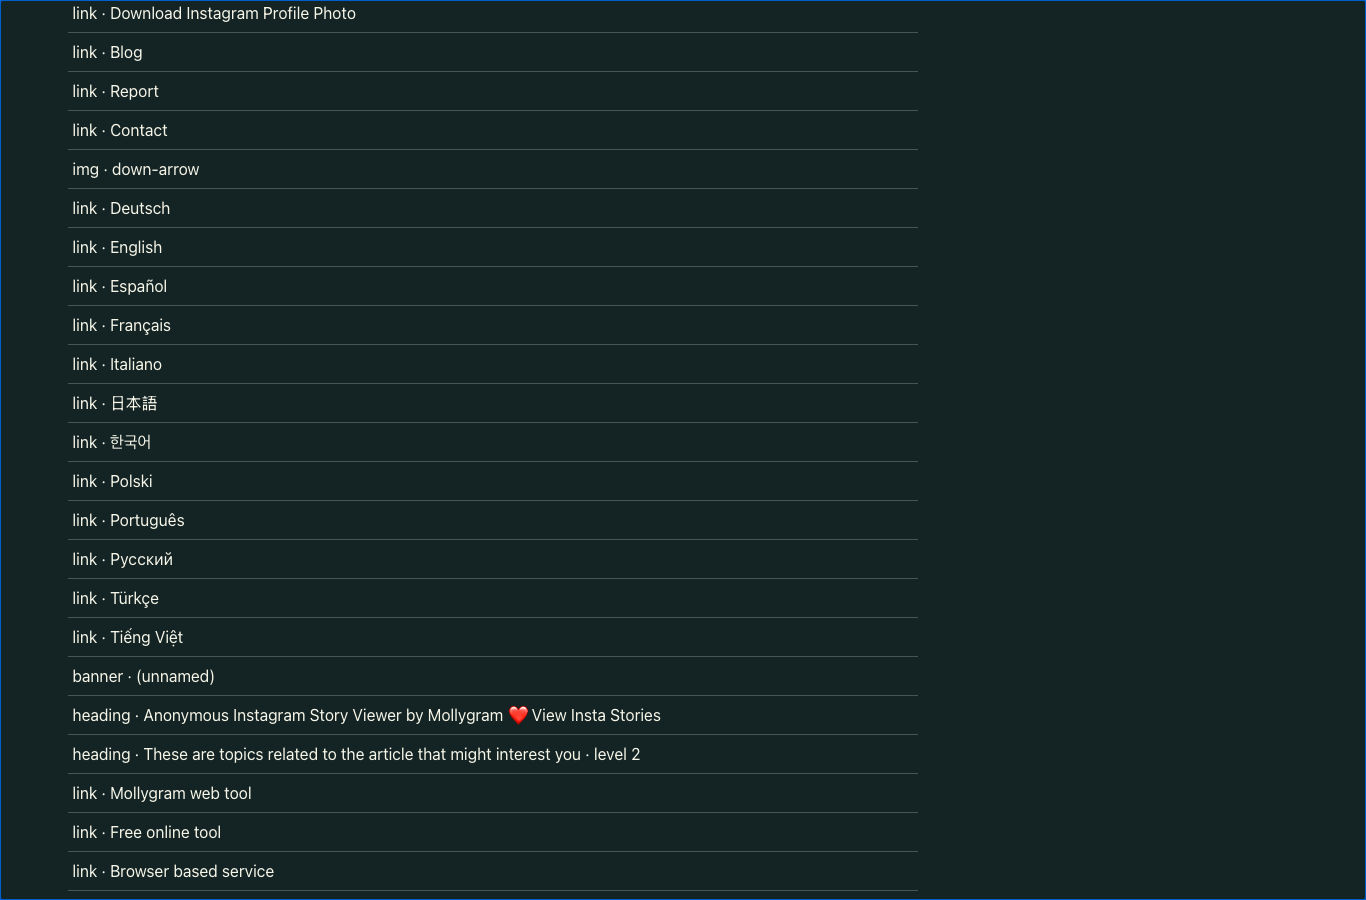 link · Download Instagram Profile Photo
link · Blog
link · Report
link · Contact
img · down-arrow
link · Deutsch
link · English
link · Español
link · Français
link · Italiano
link · 日本語
link · 한국어
link · Polski
link · Português
link · Русский
link · Türkçe
link · Tiếng Việt
banner · (unnamed)
heading · Anonymous Instagram Story Viewer by Mollygram ❤️ View Insta Stories
heading · These are topics related to the article that might interest you · level 2
link · Mollygram web tool
link · Free online tool
link · Browser based service